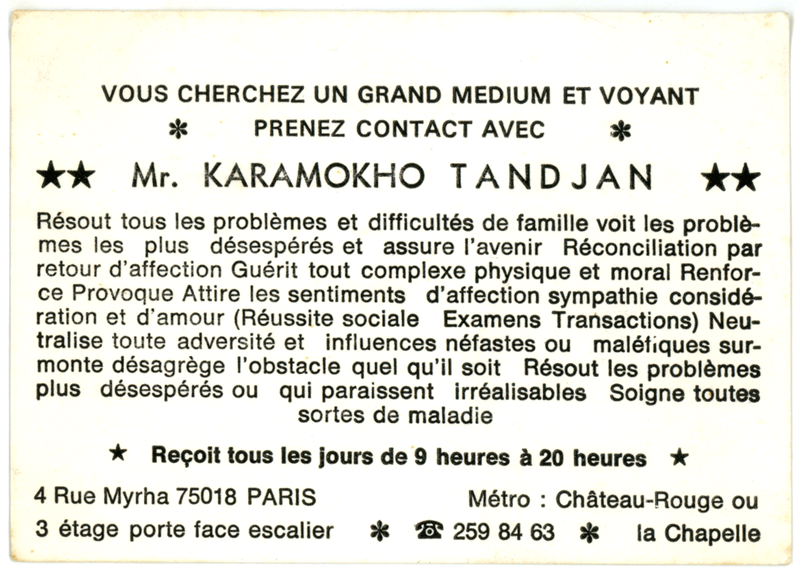 VOUS CHERCHEZ UN GRAND MEDIUM ET VOYANT
✻ PRENEZ CONTACT AVEC ✻
★★ Mr. KARAMOKHO TANDJAN ★★
Résout tous les problèmes et difficultés de famille voit les problè-
mes les plus désespérés et assure l'avenir Réconciliation par
retour d'affection Guérit tout complexe physique et moral Renfor-
ce Provoque Attire les sentiments d'affection sympathie considé-
ration et d'amour (Réussite sociale Examens Transactions) Neu-
tralise toute adversité et influences néfastes ou maléfiques sur-
monte désagrège l'obstacle quel qu'il soit Résout les problèmes
plus désespérés ou qui paraissent irréalisables Soigne toutes
sortes de maladie
★ Reçoit tous les jours de 9 heures à 20 heures ★
4 Rue Myrha 75018 PARIS Métro : Château-Rouge ou
3 étage porte face escalier ✻ ☎ 259 84 63 ✻ la Chapelle